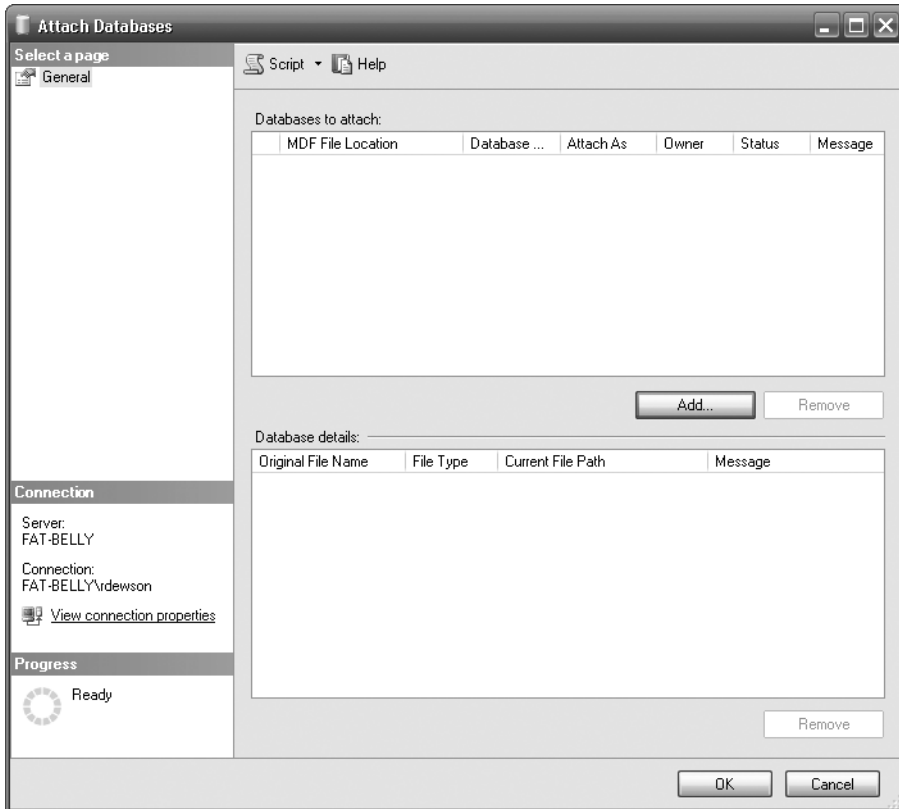 Attach Databases
Select a page
General
Script Help
Databases to attach:
MDF File Location Database ... Attach As Owner Status Message
Add... Remove
Database details:
Original File Name File Type Current File Path Message
Remove
Connection
Server:
FAT-BELLY
Connection:
FAT-BELLY\rdewson
View connection properties
Progress
Ready
OK Cancel